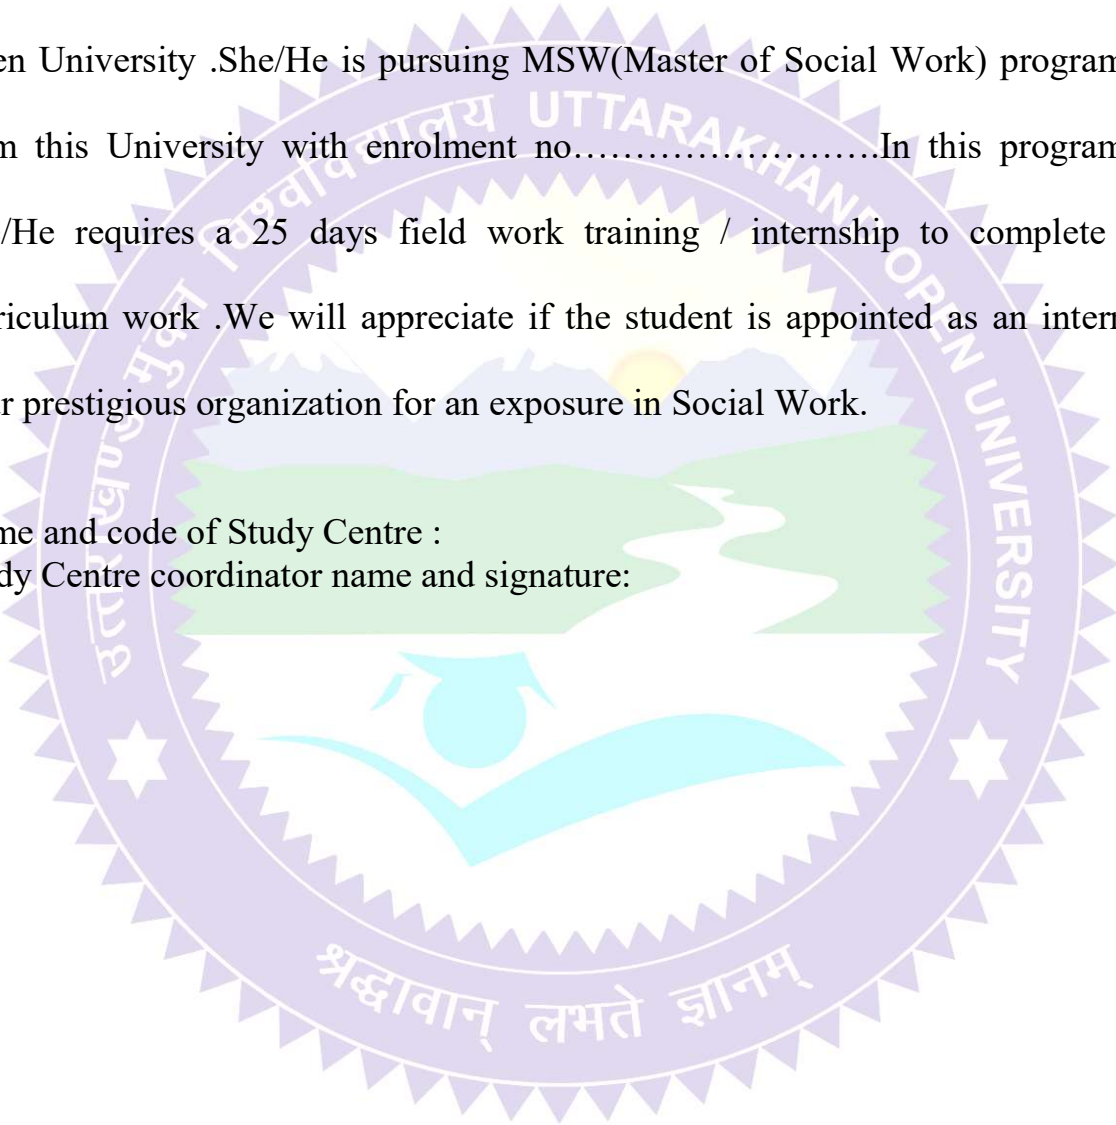 en University .She/He is pursuing MSW(Master of Social Work) program
m this University with enrolment no…………………….In this program
/He requires a 25 days field work training / internship to complete
riculum work .We will appreciate if the student is appointed as an intern
r prestigious organization for an exposure in Social Work.
me and code of Study Centre :
dy Centre coordinator name and signature:
उत्तराखण्ड मुक्त विश्वविद्यालय
UTTARAKHAND OPEN UNIVERSITY
श्रद्धावान् लभते ज्ञानम्